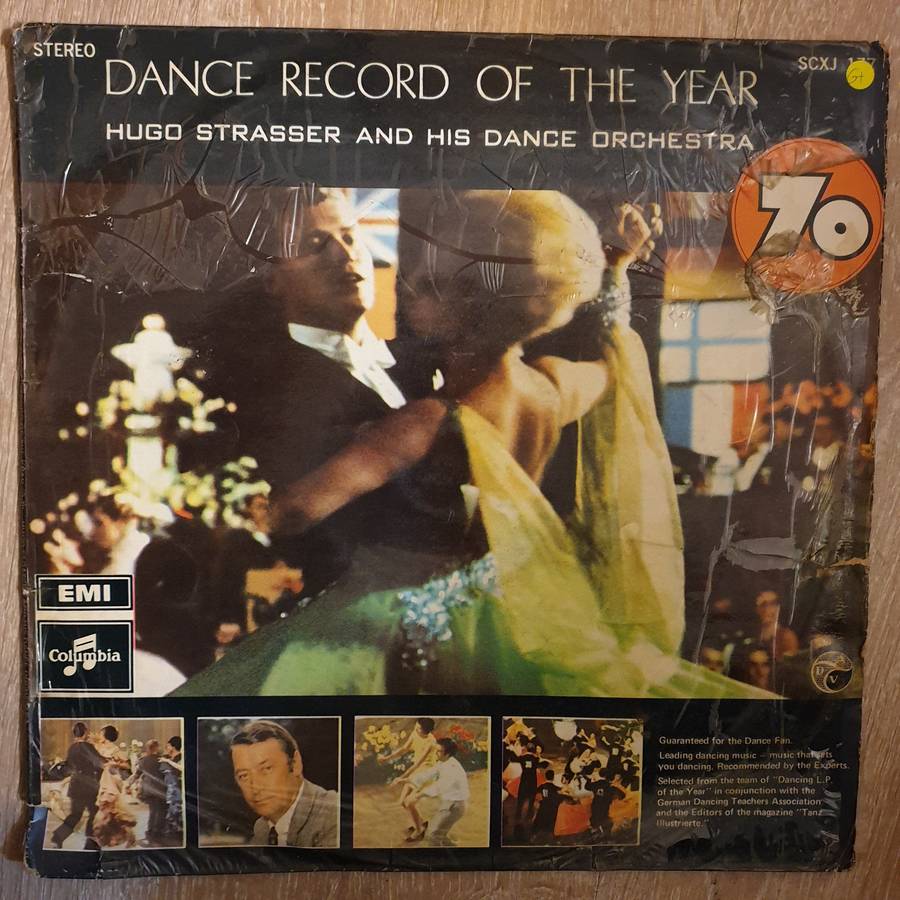 STEREO
SCXJ
G+
DANCE RECORD OF THE YEAR
HUGO STRASSER AND HIS DANCE ORCHESTRA
70
EMI
Columbia
D V
Guaranteed for the Dance Fan.
Leading dancing music — music that gets
you dancing. Recommended by the Experts.
Selected from the team of "Dancing L.P.
of the Year" in conjunction with the
German Dancing Teachers Association
and the Editors of the magazine "Tanz
Illustrierte."